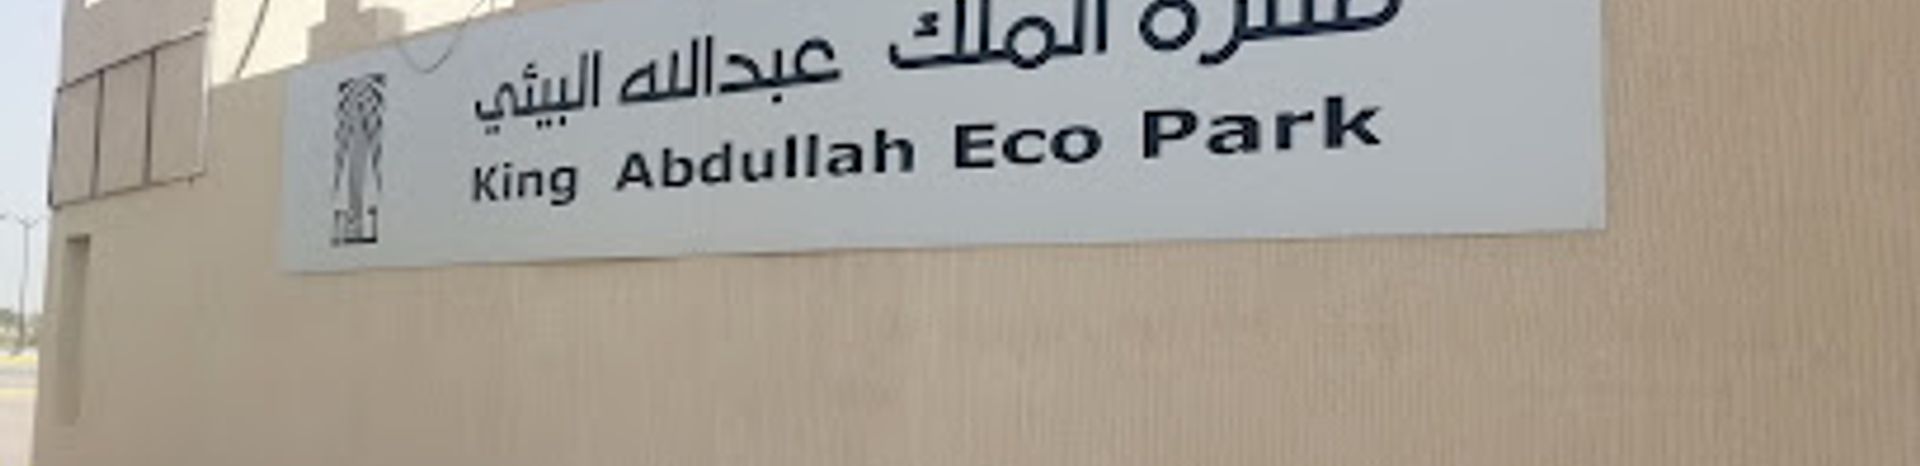 الملك عبدالله البيئي
King Abdullah Eco Park